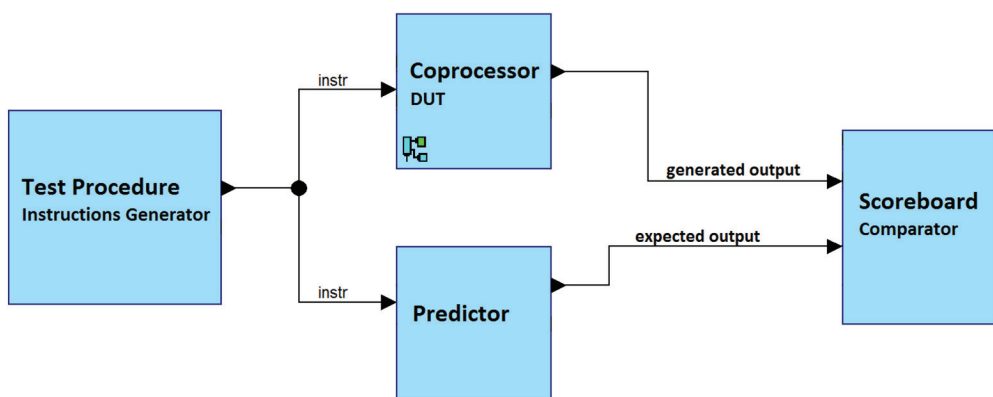 Test Procedure
Instructions Generator
instr
Coprocessor
DUT
instr
Predictor
generated output
expected output
Scoreboard
Comparator